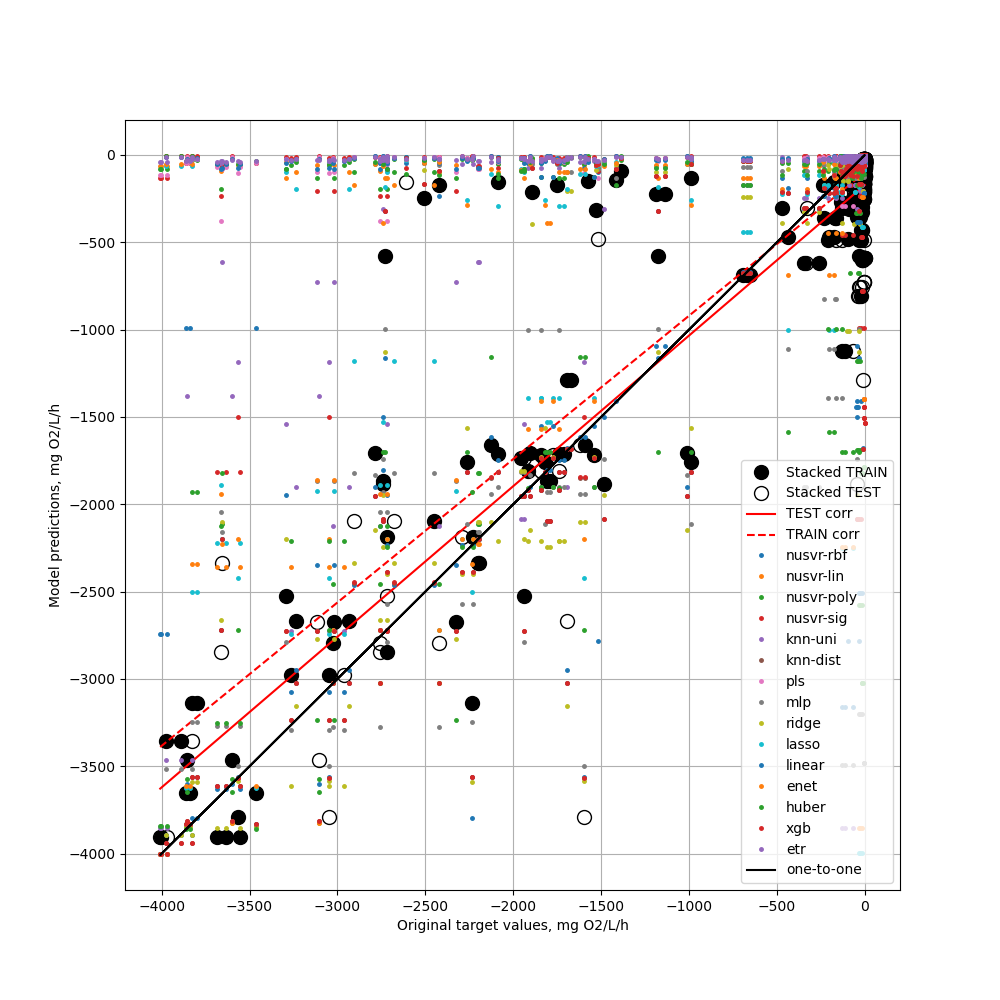 0
−500
−1000
−1500
−2000
−2500
−3000
−3500
−4000
Model predictions, mg O2/L/h
−4000 −3500 −3000 −2500 −2000 −1500 −1000 −500 0
Original target values, mg O2/L/h
Stacked TRAIN
Stacked TEST
TEST corr
TRAIN corr
nusvr-rbf
nusvr-lin
nusvr-poly
nusvr-sig
knn-uni
knn-dist
pls
mlp
ridge
lasso
linear
enet
huber
xgb
etr
one-to-one